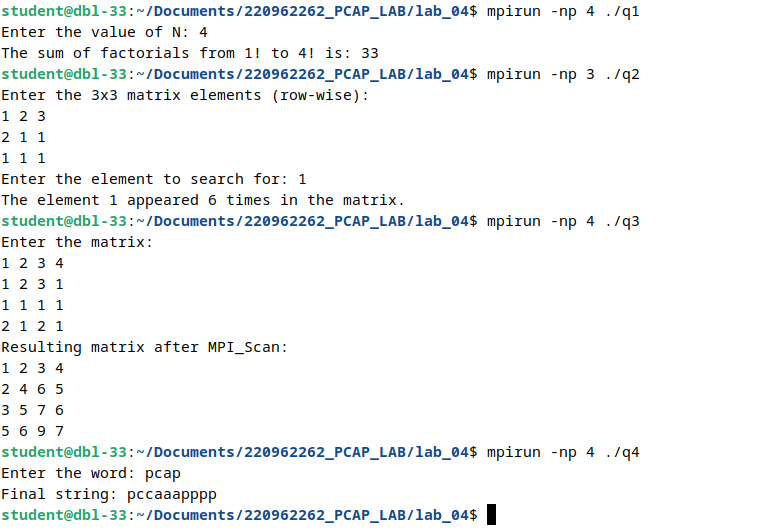 student@dbl-33:~/Documents/220962262_PCAP_LAB/lab_04$ mpirun -np 4 ./q1
Enter the value of N: 4
The sum of factorials from 1! to 4! is: 33
student@dbl-33:~/Documents/220962262_PCAP_LAB/lab_04$ mpirun -np 3 ./q2
Enter the 3x3 matrix elements (row-wise):
1 2 3
2 1 1
1 1 1
Enter the element to search for: 1
The element 1 appeared 6 times in the matrix.
student@dbl-33:~/Documents/220962262_PCAP_LAB/lab_04$ mpirun -np 4 ./q3
Enter the matrix:
1 2 3 4
1 2 3 1
1 1 1 1
2 1 2 1
Resulting matrix after MPI_Scan:
1 2 3 4
2 4 6 5
3 5 7 6
5 6 9 7
student@dbl-33:~/Documents/220962262_PCAP_LAB/lab_04$ mpirun -np 4 ./q4
Enter the word: pcap
Final string: pccaaapppp
student@dbl-33:~/Documents/220962262_PCAP_LAB/lab_04$